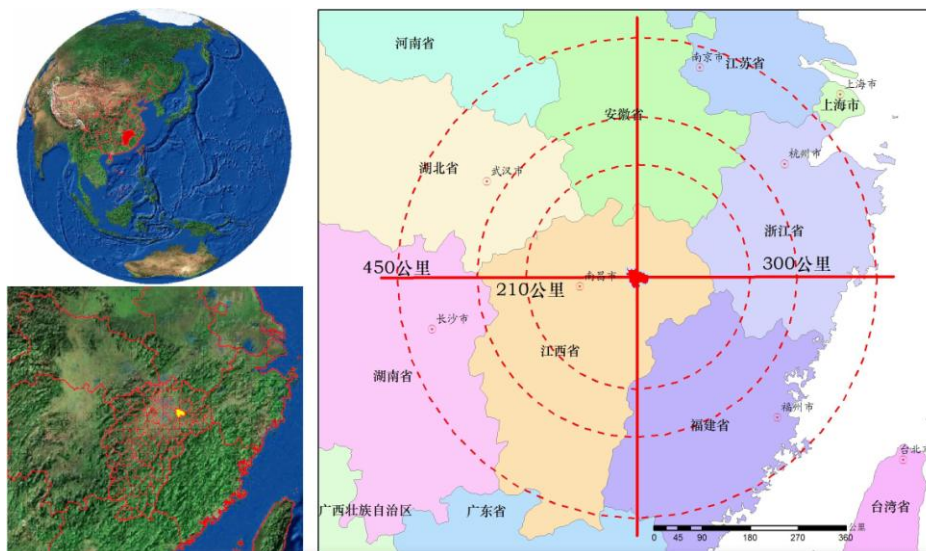 河南省
南京市
江苏省
上海市
上海市
安徽省
杭州市
湖北省
武汉市
浙江省
450公里
300公里
南昌市
210公里
长沙市
江西省
湖南省
福州市
福建省
台北市
广西壮族自治区
广东省
台湾省
公里
0 45 90 180 270 360